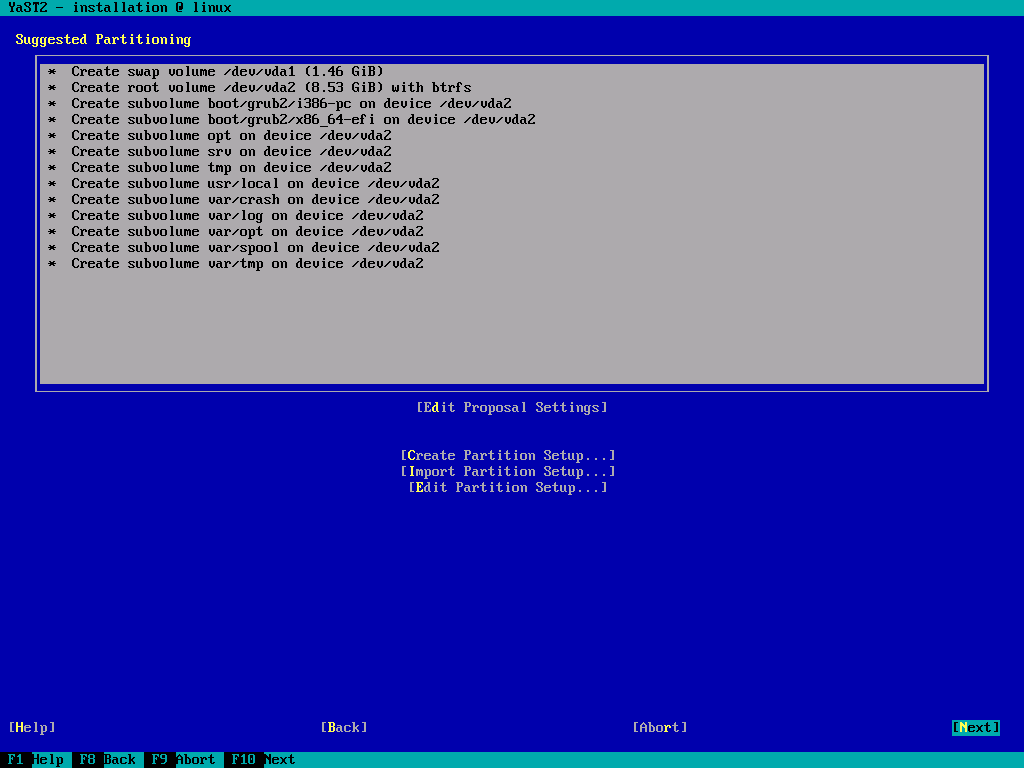 YaST2 - installation @ linux
Suggested Partitioning
* Create swap volume /dev/vda1 (1.46 GiB)
* Create root volume /dev/vda2 (8.53 GiB) with btrfs
* Create subvolume boot/grub2/i386-pc on device /dev/vda2
* Create subvolume boot/grub2/x86_64-efi on device /dev/vda2
* Create subvolume opt on device /dev/vda2
* Create subvolume srv on device /dev/vda2
* Create subvolume tmp on device /dev/vda2
* Create subvolume usr/local on device /dev/vda2
* Create subvolume var/crash on device /dev/vda2
* Create subvolume var/log on device /dev/vda2
* Create subvolume var/opt on device /dev/vda2
* Create subvolume var/spool on device /dev/vda2
* Create subvolume var/tmp on device /dev/vda2
[Edit Proposal Settings]
[Create Partition Setup...]
[Import Partition Setup...]
[Edit Partition Setup...]
[Help] [Back] [Abort] [Next]
F1 Help F8 Back F9 Abort F10 Next